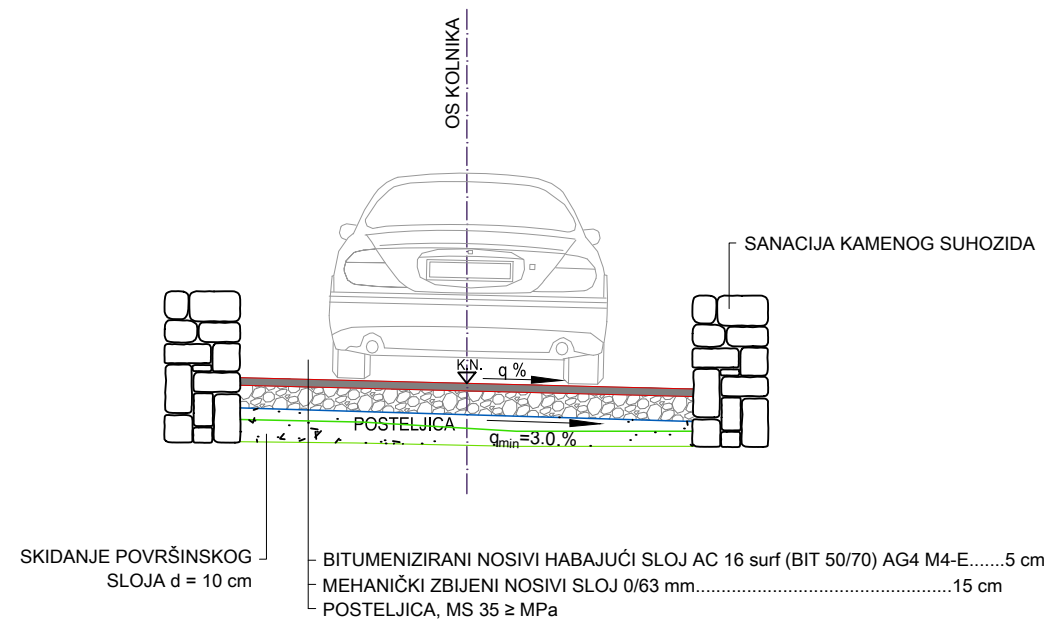 OS KOLNIKA
SANACIJA KAMENOG SUHOZIDA
K.N.
q %
POSTELJICA
qmin=3.0.%
SKIDANJE POVRŠINSKOG
SLOJA d = 10 cm
BITUMENIZIRANI NOSIVI HABAJUĆI SLOJ AC 16 surf (BIT 50/70) AG4 M4-E.......5 cm
MEHANIČKI ZBIJENI NOSIVI SLOJ 0/63 mm...................................................15 cm
POSTELJICA, MS 35 ≥ MPa